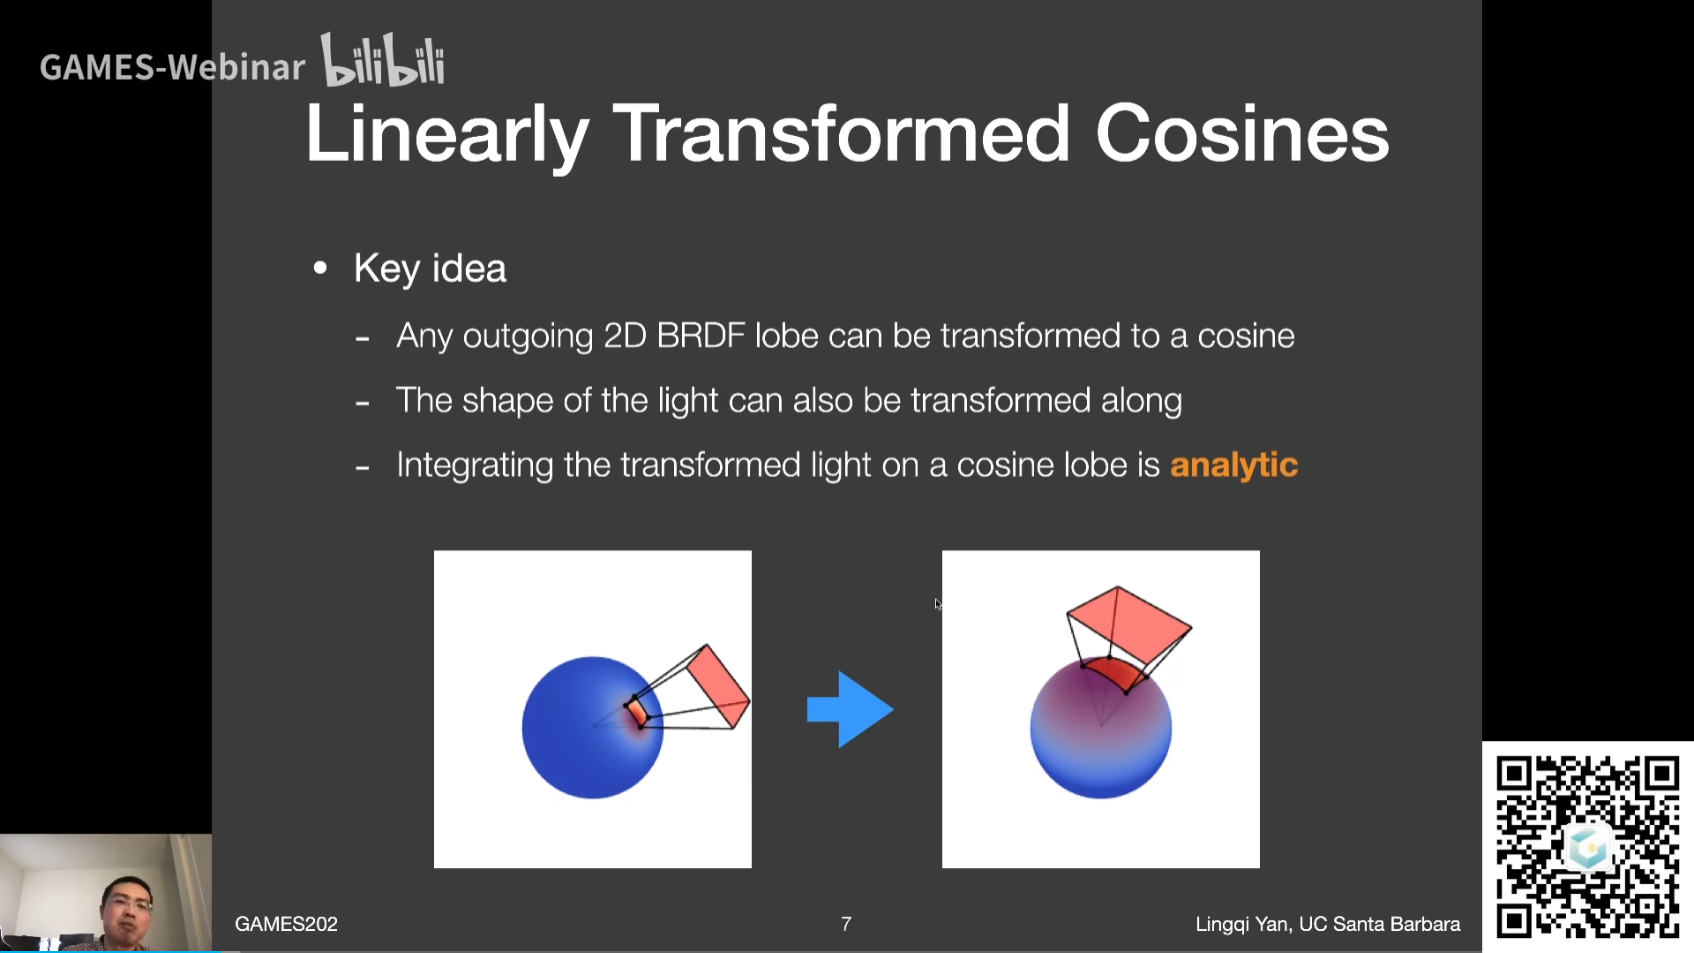 GAMES-Webinar bilibili
Linearly Transformed Cosines
• Key idea
- Any outgoing 2D BRDF lobe can be transformed to a cosine
- The shape of the light can also be transformed along
- Integrating the transformed light on a cosine lobe is analytic
GAMES202
7
Lingqi Yan, UC Santa Barbara